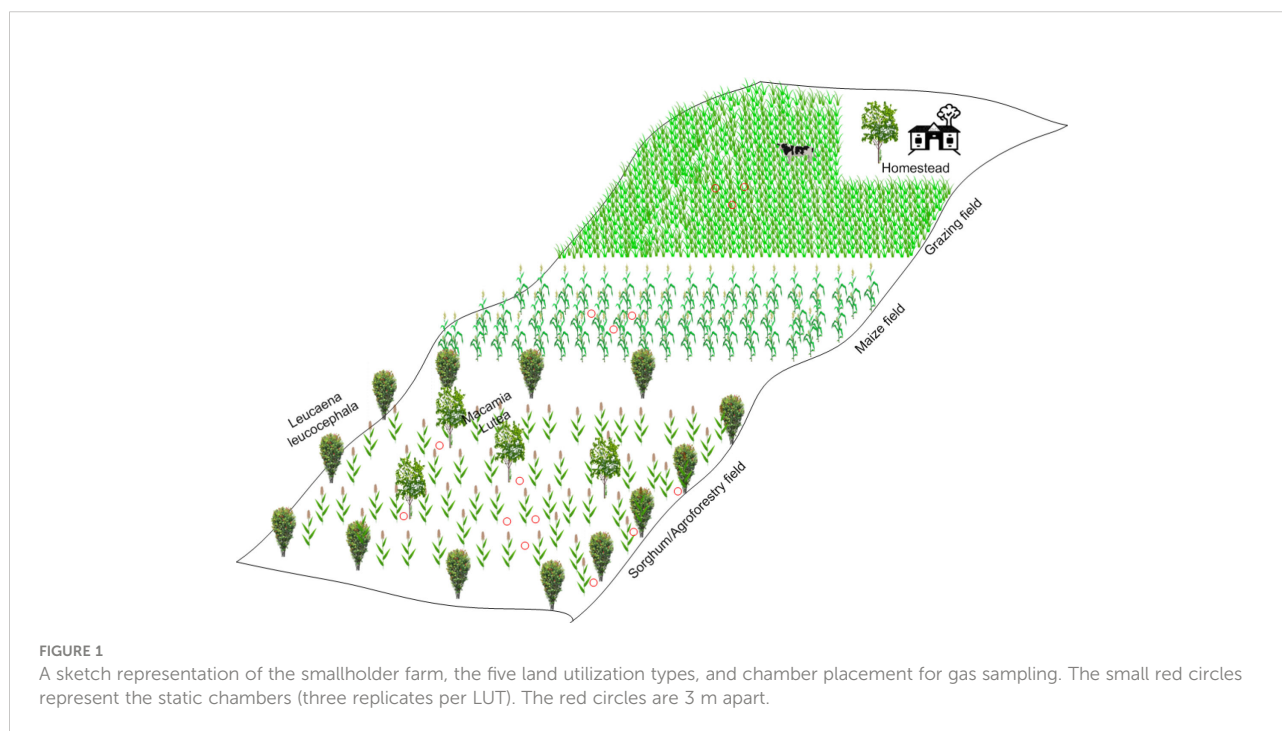 Homestead
Grazing field
Maize field
Leucaena
leucocephala
Macamia
Lutea
Sorghum/Agroforestry field
FIGURE 1
A sketch representation of the smallholder farm, the five land utilization types, and chamber placement for gas sampling. The small red circles
represent the static chambers (three replicates per LUT). The red circles are 3 m apart.